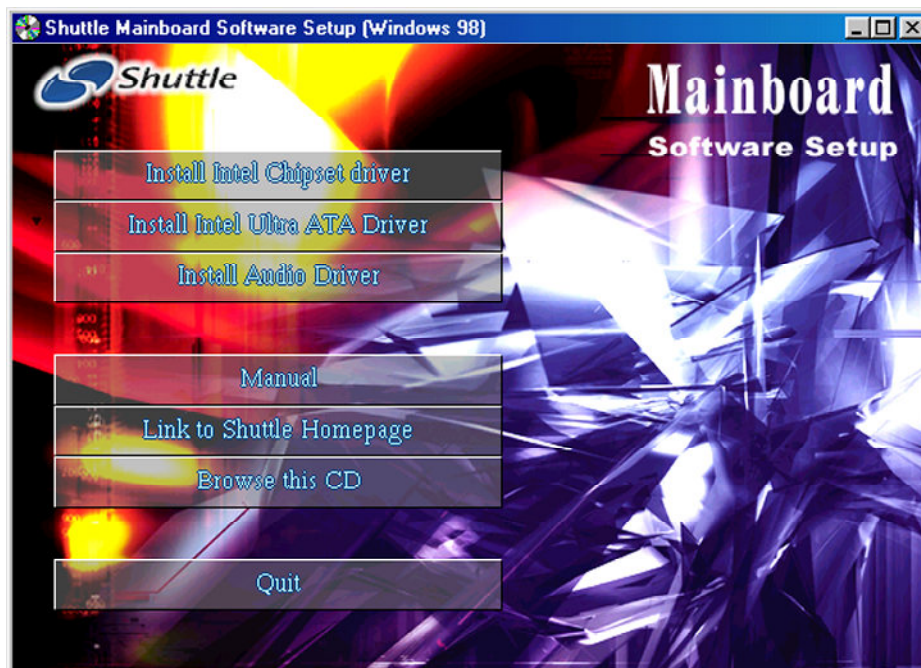 Shuttle Mainboard Software Setup (Windows 98)
Shuttle
Mainboard
Software Setup
Install Intel Chipset driver
Install Intel Ultra ATA Driver
Install Audio Driver
Manual
Link to Shuttle Homepage
Browse this CD
Quit